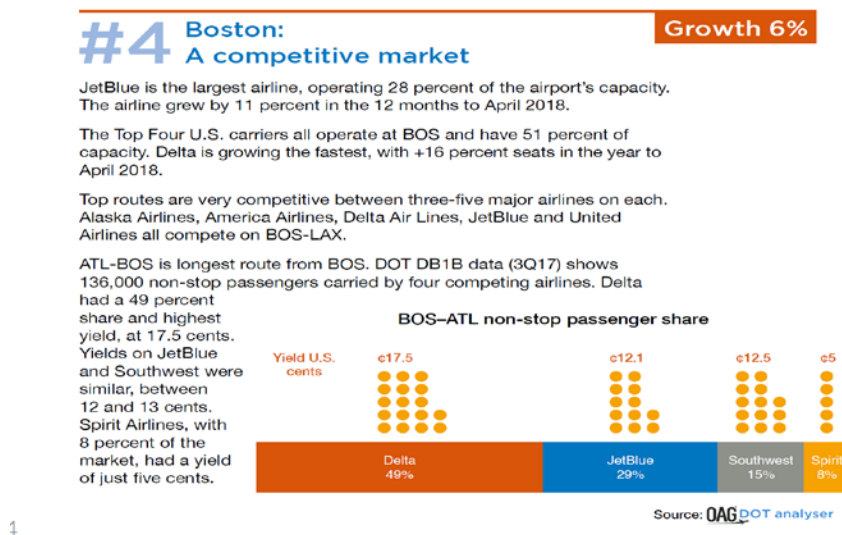 #4
Boston:
A competitive market
Growth 6%
JetBlue is the largest airline, operating 28 percent of the airport's capacity.
The airline grew by 11 percent in the 12 months to April 2018.
The Top Four U.S. carriers all operate at BOS and have 51 percent of
capacity. Delta is growing the fastest, with +16 percent seats in the year to
April 2018.
Top routes are very competitive between three-five major airlines on each.
Alaska Airlines, America Airlines, Delta Air Lines, JetBlue and United
Airlines all compete on BOS-LAX.
ATL-BOS is longest route from BOS. DOT DB1B data (3Q17) shows
136,000 non-stop passengers carried by four competing airlines. Delta
had a 49 percent
share and highest
yield, at 17.5 cents.
Yields on JetBlue
and Southwest were
similar, between
12 and 13 cents.
Spirit Airlines, with
8 percent of the
market, had a yield
of just five cents.
BOS–ATL non-stop passenger share
Yield U.S.
cents
¢17.5
¢12.1
¢12.5
¢5
Delta
49%
JetBlue
29%
Southwest
15%
Spirit
8%
Source: OAG DOT analyser
1